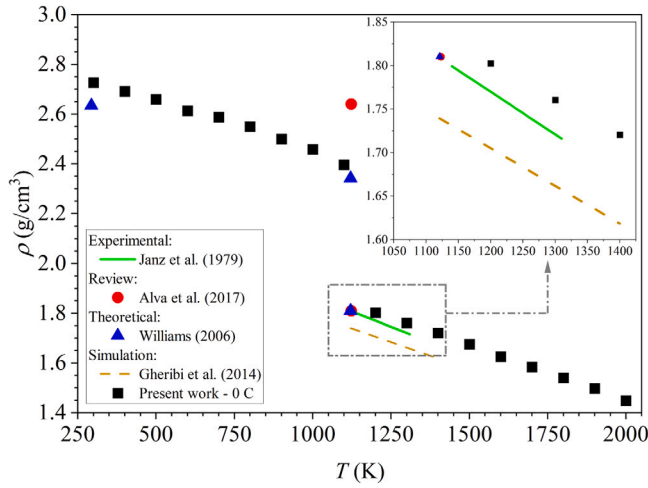 3.0
2.8
2.6
2.4
2.2
2.0
1.8
1.6
1.4
ρ (g/cm³)
250 500 750 1000 1250 1500 1750 2000
T (K)
Experimental:
Janz et al. (1979)
Review:
Alva et al. (2017)
Theoretical:
Williams (2006)
Simulation:
Gheribi et al. (2014)
Present work - 0 C
1.85
1.80
1.75
1.70
1.65
1.60
1050 1100 1150 1200 1250 1300 1350 1400